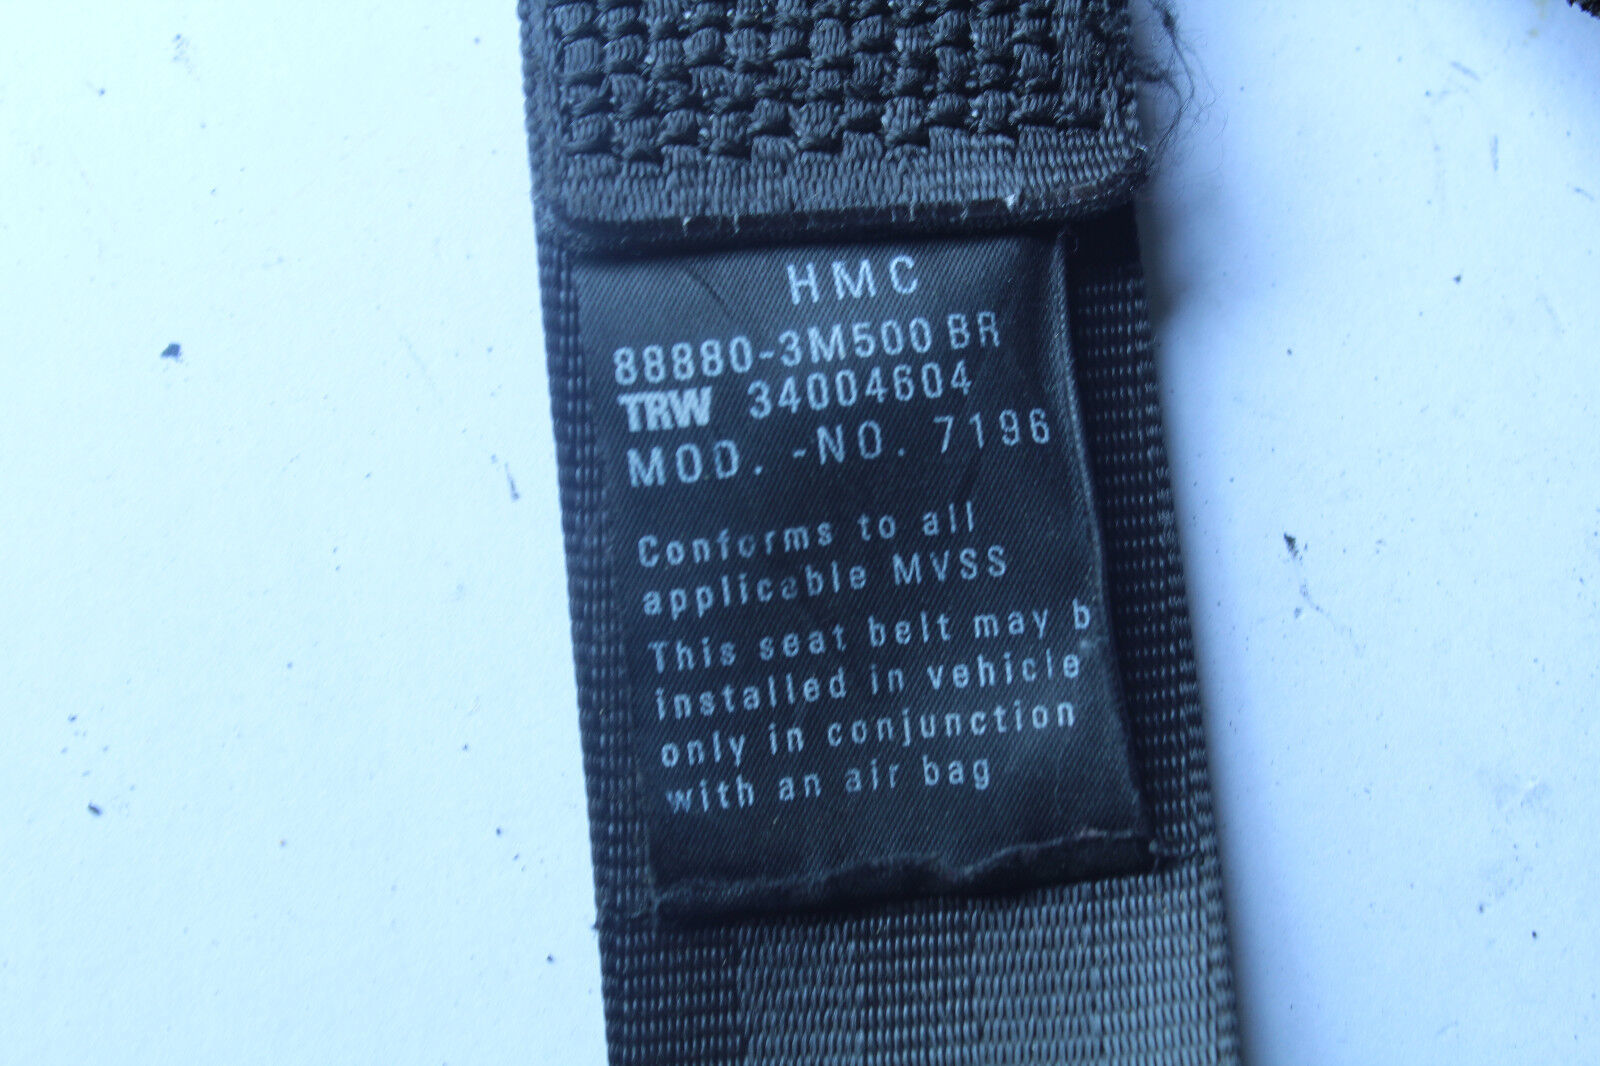 HMC
88880-3M500 BR
TRW 34004604
MOD. -NO. 7196
Conforms to all
applicable MVSS
This seat belt may b
installed in vehicle
only in conjunction
with an air bag